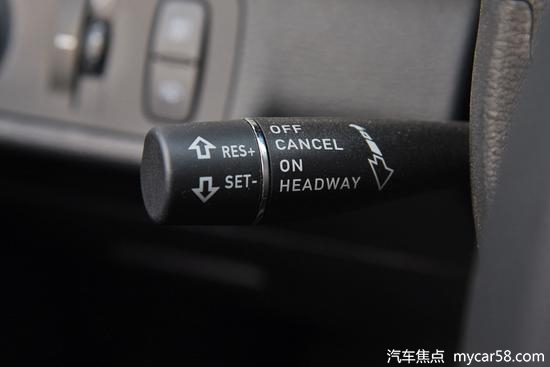 RES+
SET-
OFF
CANCEL
ON
HEADWAY
汽车焦点 mycar58.com